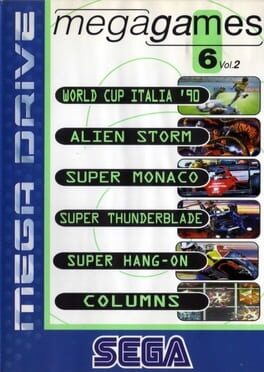 megagames
6 Vol.2
MEGA DRIVE
WORLD CUP ITALIA '90
ALIEN STORM
SUPER MONACO
SUPER THUNDERBLADE
SUPER HANG-ON
COLUMNS
SEGA